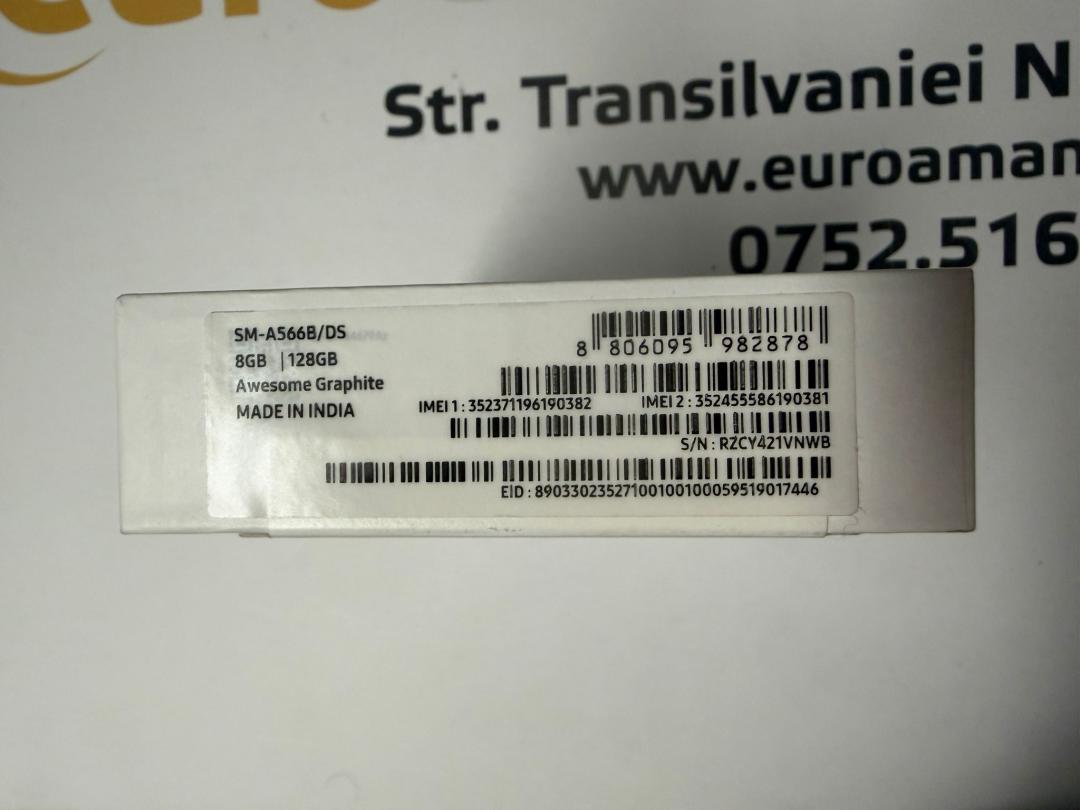 Str. Transilvaniei N
www.euroaman
0752.516
SM-A566B/DS
8GB | 128GB
Awesome Graphite
MADE IN INDIA
8 806095 982878
IMEI 1 : 352371196190382 IMEI 2 : 352455586190381
S/N : RZCY421VNWB
EID : 89033023527100100100059519017446